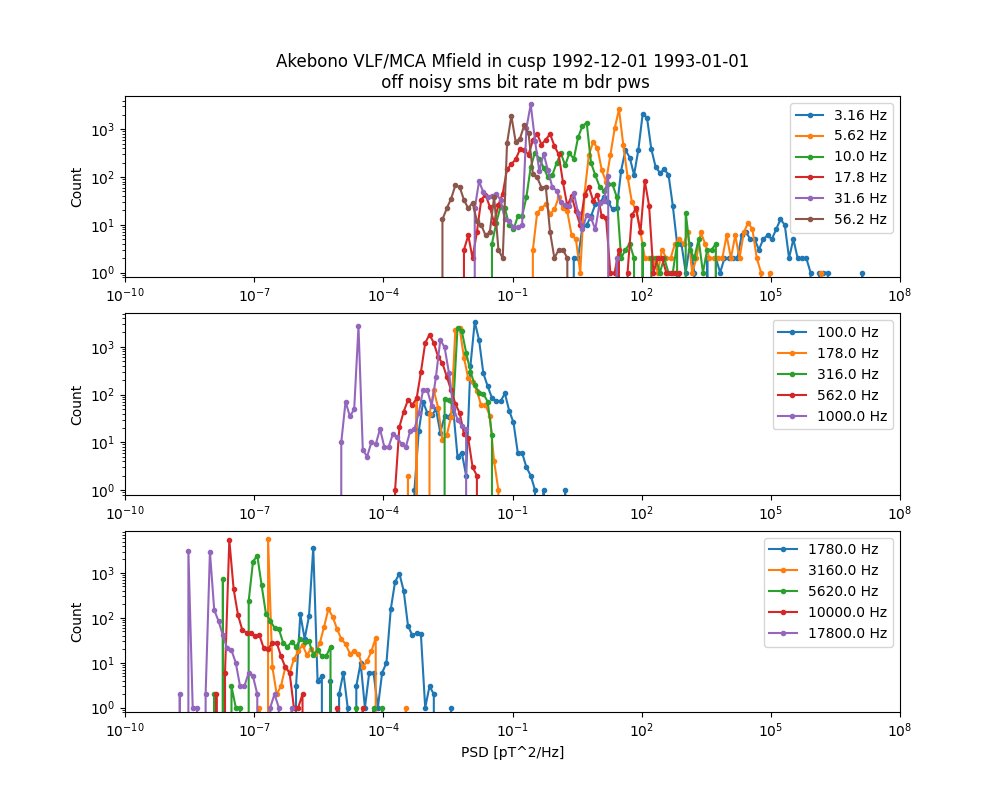 Akebono VLF/MCA Mfield in cusp 1992-12-01 1993-01-01
off noisy sms bit rate m bdr pws
Count
10^3
10^2
10^1
10^0
10^-10
10^-7
10^-4
10^-1
10^2
10^5
10^8
3.16 Hz
5.62 Hz
10.0 Hz
17.8 Hz
31.6 Hz
56.2 Hz
Count
10^3
10^2
10^1
10^0
10^-10
10^-7
10^-4
10^-1
10^2
10^5
10^8
100.0 Hz
178.0 Hz
316.0 Hz
562.0 Hz
1000.0 Hz
Count
10^3
10^2
10^1
10^0
10^-10
10^-7
10^-4
10^-1
10^2
10^5
10^8
1780.0 Hz
3160.0 Hz
5620.0 Hz
10000.0 Hz
17800.0 Hz
PSD [pT^2/Hz]